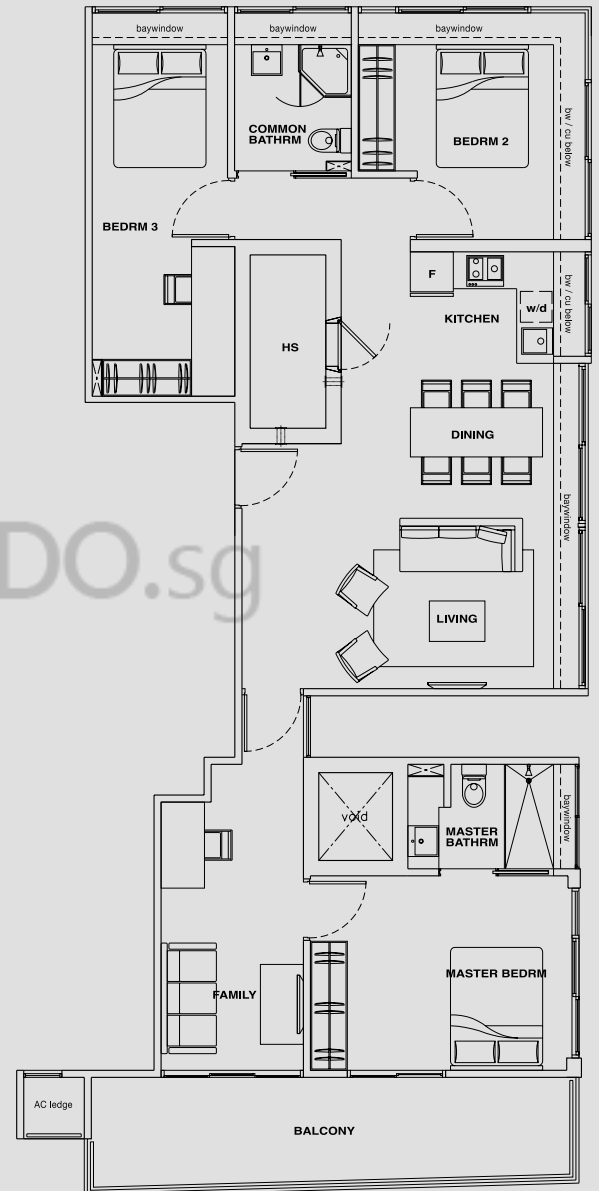 baywindow
baywindow
baywindow
COMMON
BATHRM
BEDRM 2
bw / cu below
BEDRM 3
F
KITCHEN
w/d
bw / cu below
HS
DINING
baywindow
DO.sg
LIVING
void
MASTER
BATHRM
baywindow
FAMILY
MASTER BEDRM
AC ledge
BALCONY